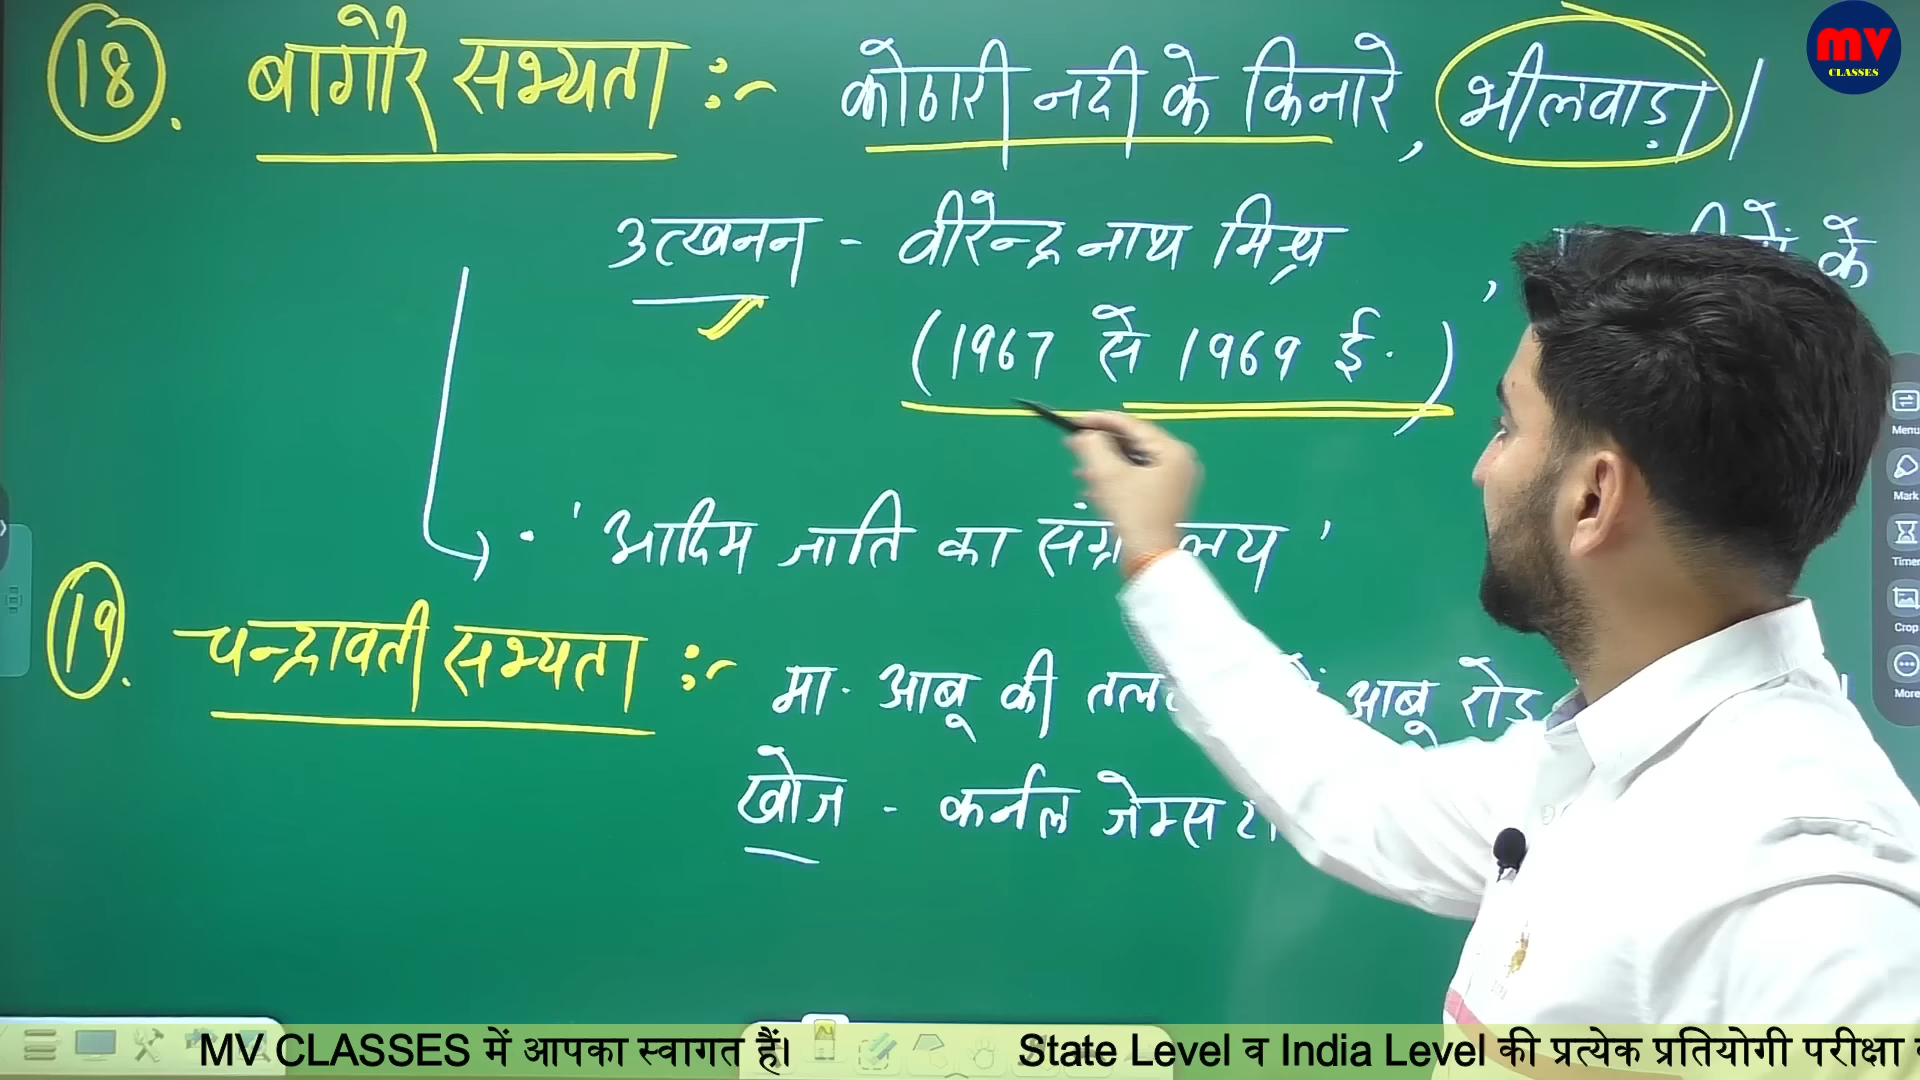 18. बागौर सभ्यता :- कोठारी नदी के किनारे, भीलवाड़ा।
उत्खनन - वीरेन्द्र नाथ मिश्र , के
(1967 से 1969 ई.)
. 'आदिम जाति का संग्रालय'
19. चन्द्रावती सभ्यता :- मा. आबू की आबू रोड
खोज - कर्नल जेम्स
mv
CLASSES
Menu
Mark
Timer
Crop
More
MV CLASSES में आपका स्वागत हैं। State Level व India Level की प्रत्येक प्रतियोगी परीक्षा